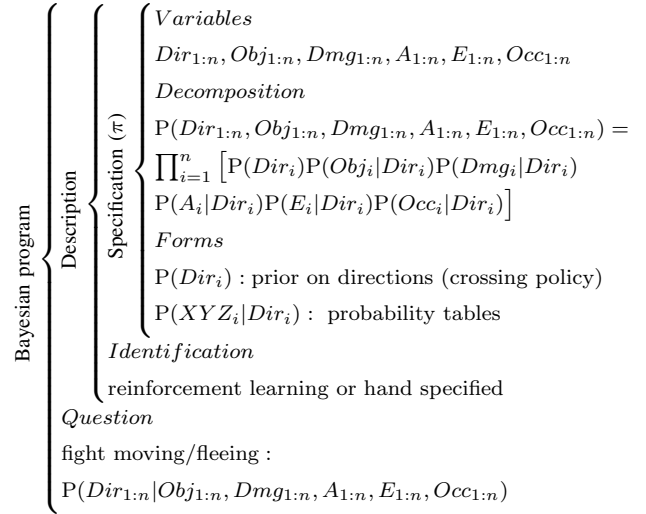 Bayesian program
Description
Specification (π)
Variables
Dir₁:ₙ, Obj₁:ₙ, Dmg₁:ₙ, A₁:ₙ, E₁:ₙ, Occ₁:ₙ
Decomposition
P(Dir₁:ₙ, Obj₁:ₙ, Dmg₁:ₙ, A₁:ₙ, E₁:ₙ, Occ₁:ₙ) =
∏ⁿᵢ₌₁ [P(Dirᵢ)P(Objᵢ|Dirᵢ)P(Dmgᵢ|Dirᵢ)
P(Aᵢ|Dirᵢ)P(Eᵢ|Dirᵢ)P(Occᵢ|Dirᵢ)]
Forms
P(Dirᵢ) : prior on directions (crossing policy)
P(XYZᵢ|Dirᵢ) : probability tables
Identification
reinforcement learning or hand specified
Question
fight moving/fleeing :
P(Dir₁:ₙ|Obj₁:ₙ, Dmg₁:ₙ, A₁:ₙ, E₁:ₙ, Occ₁:ₙ)